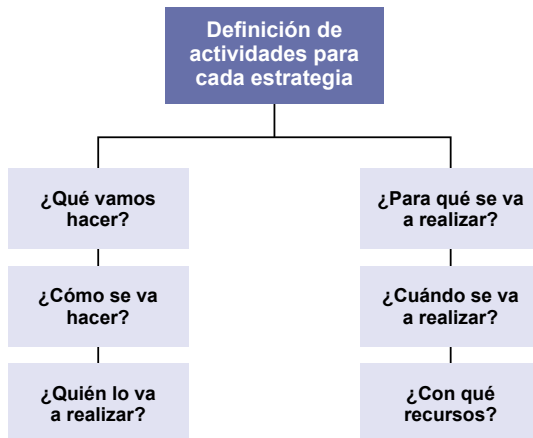 Definición de
actividades para
cada estrategia
¿Qué vamos
hacer?
¿Para qué se va
a realizar?
¿Cómo se va
hacer?
¿Cuándo se va
a realizar?
¿Quién lo va
a realizar?
¿Con qué
recursos?